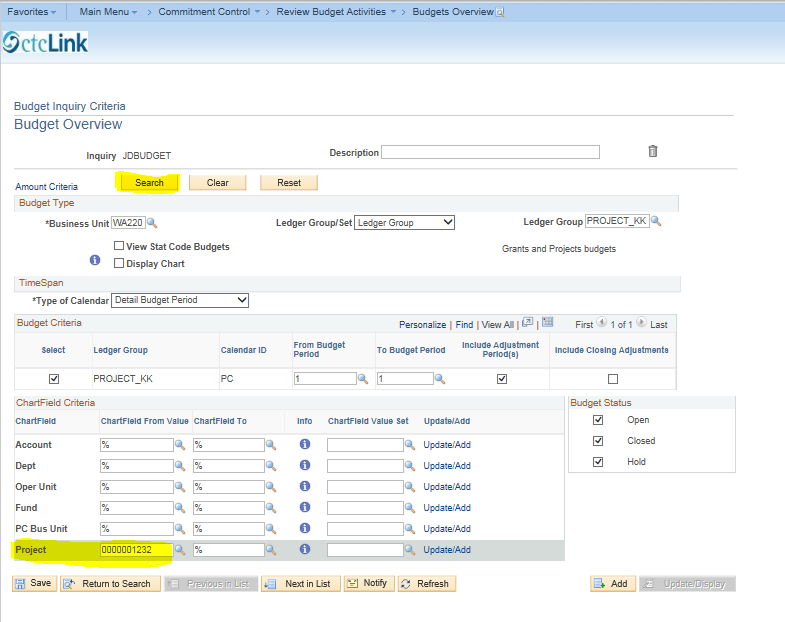 Favorites Main Menu > Commitment Control > Review Budget Activities > Budgets Overview
ctcLink
Budget Inquiry Criteria
Budget Overview
Inquiry JDBUDGET Description
Amount Criteria Search Clear Reset
Budget Type
*Business Unit WA220 Ledger Group/Set Ledger Group Ledger Group PROJECT_KK
View Stat Code Budgets Grants and Projects budgets
Display Chart
TimeSpan
*Type of Calendar Detail Budget Period
Budget Criteria Personalize | Find | View All | | First 1 of 1 Last
Select Ledger Group Calendar ID From Budget Period To Budget Period Include Adjustment Period(s) Include Closing Adjustments
PROJECT_KK PC 1 1
ChartField Criteria
ChartField ChartField From Value ChartField To Info ChartField Value Set Update/Add
Account % % Update/Add
Dept % % Update/Add
Oper Unit % % Update/Add
Fund % % Update/Add
PC Bus Unit % % Update/Add
Project 0000001232 % Update/Add
Budget Status
Open
Closed
Hold
Save Return to Search Previous in List Next in List Notify Refresh Add Update/Display